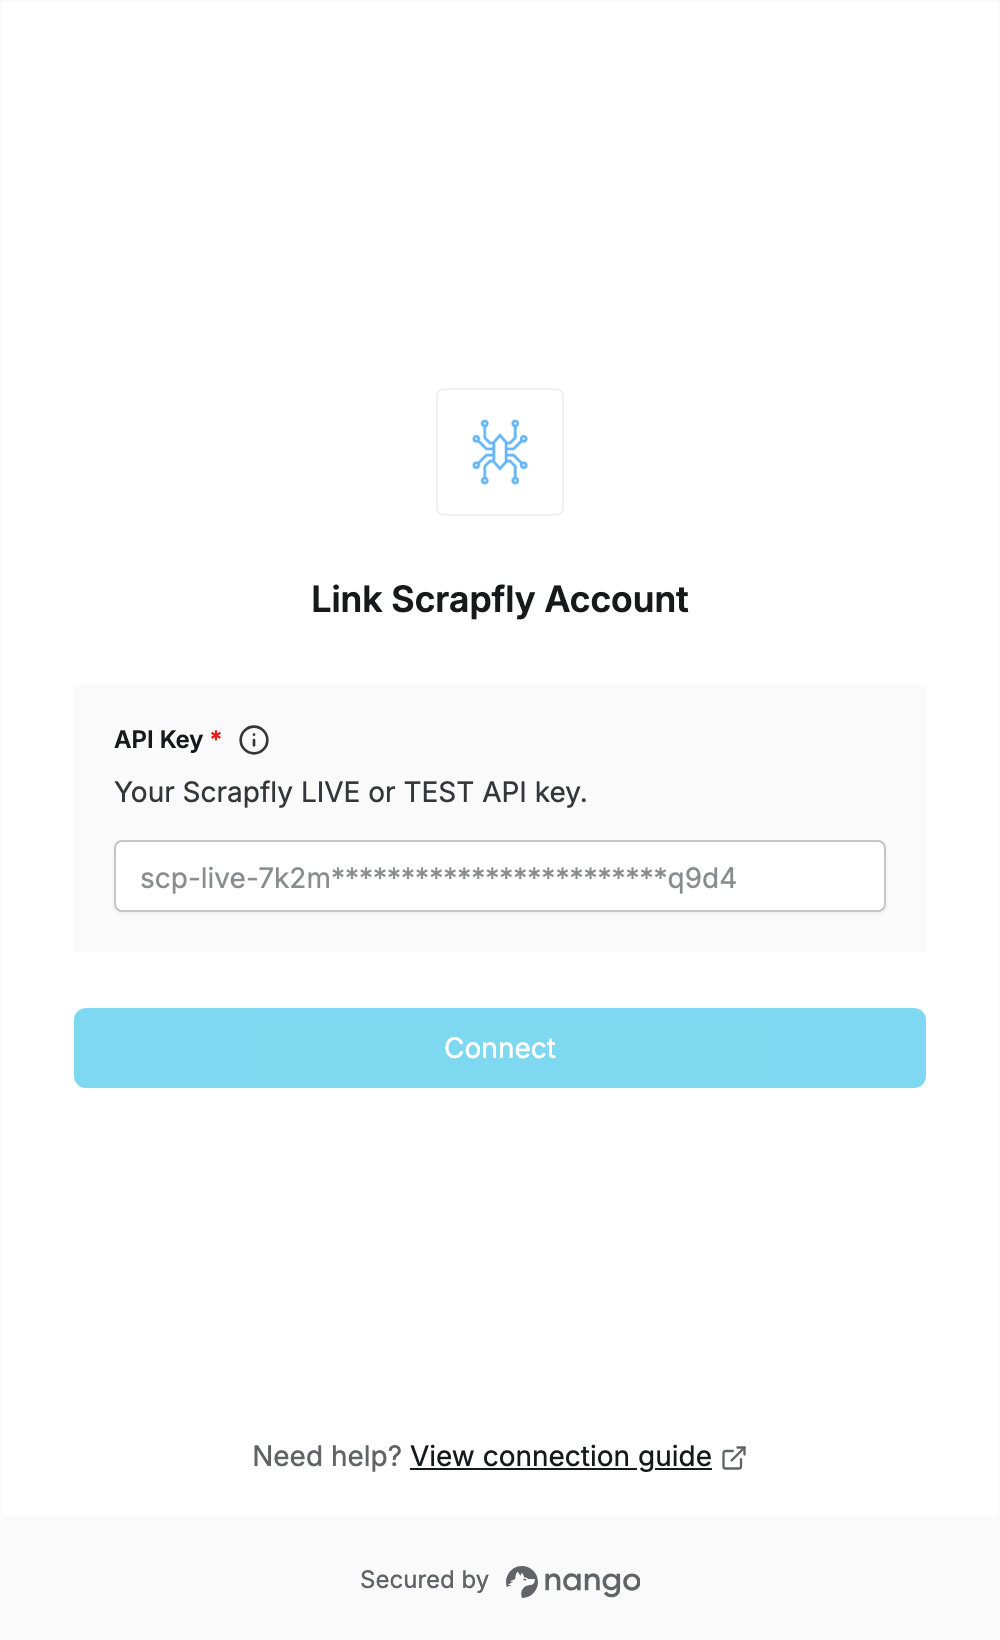 Link Scrapfly Account
API Key *
Your Scrapfly LIVE or TEST API key.
scp-live-7k2m************************q9d4
Connect
Need help? View connection guide
Secured by nango